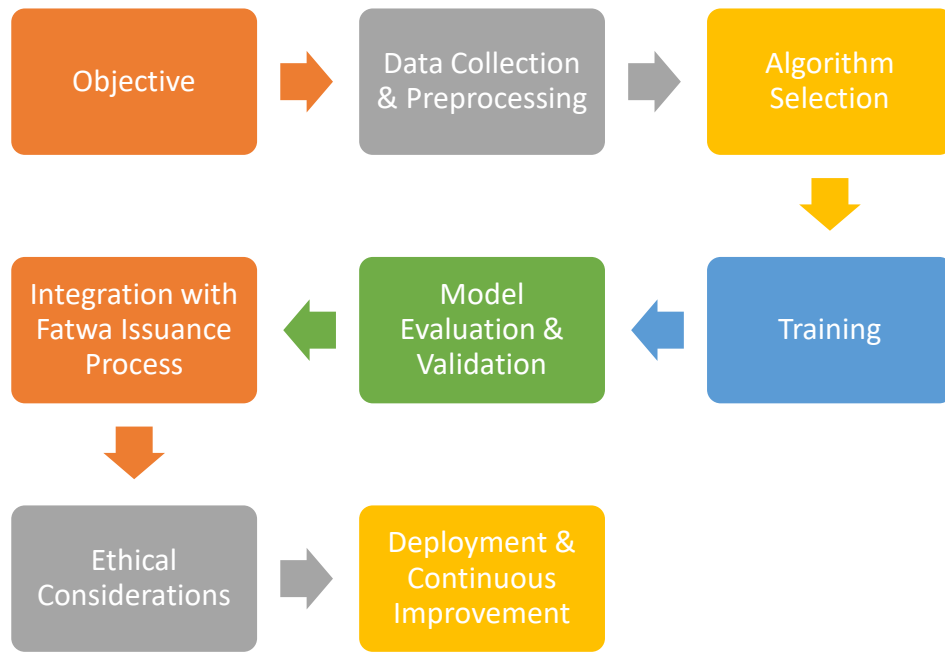 Objective
Data Collection
& Preprocessing
Algorithm
Selection
Training
Model
Evaluation &
Validation
Integration with
Fatwa Issuance
Process
Ethical
Considerations
Deployment &
Continuous
Improvement